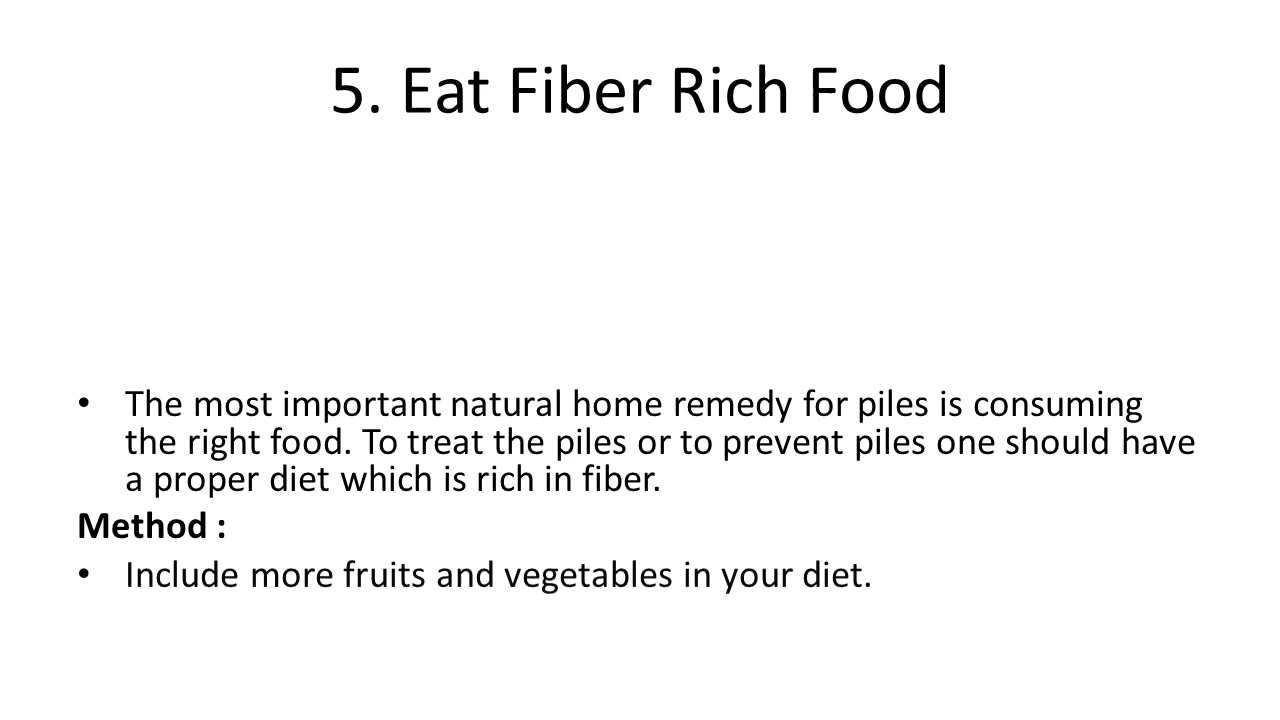 5. Eat Fiber Rich Food
• The most important natural home remedy for piles is consuming
the right food. To treat the piles or to prevent piles one should have
a proper diet which is rich in fiber.
Method :
• Include more fruits and vegetables in your diet.